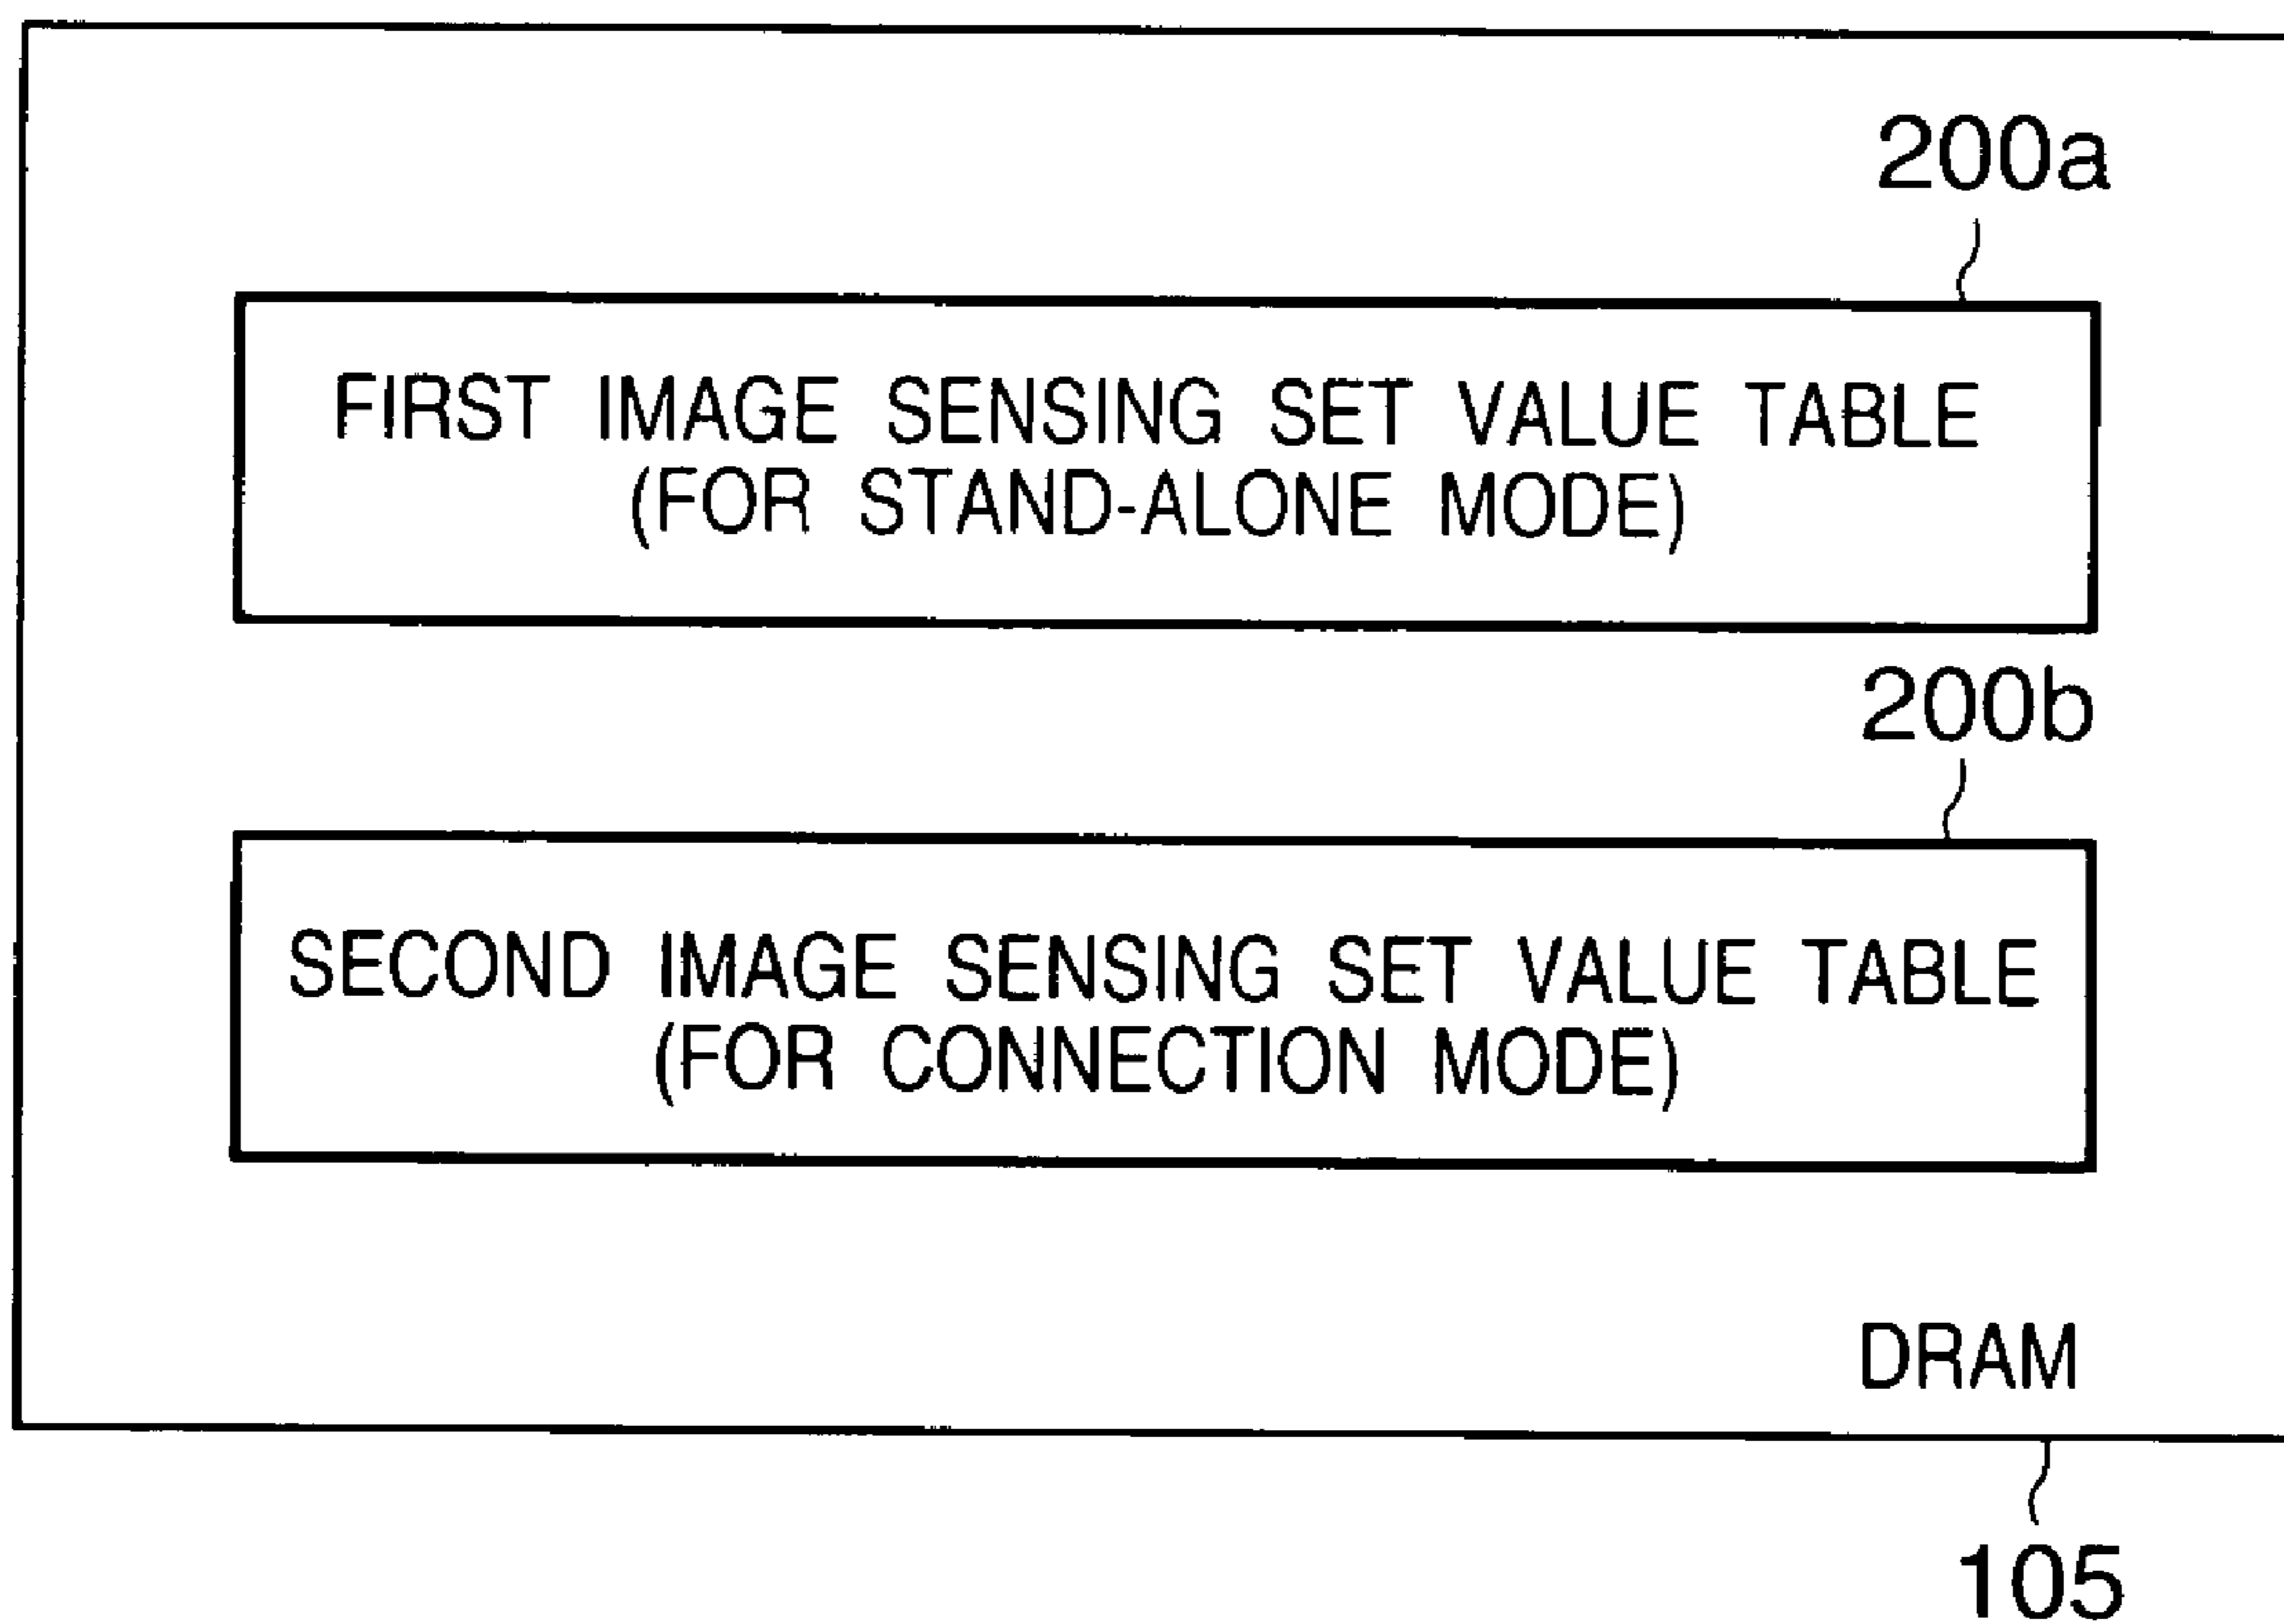 200a
FIRST IMAGE SENSING SET VALUE TABLE
(FOR STAND-ALONE MODE)
200b
SECOND IMAGE SENSING SET VALUE TABLE
(FOR CONNECTION MODE)
DRAM
105